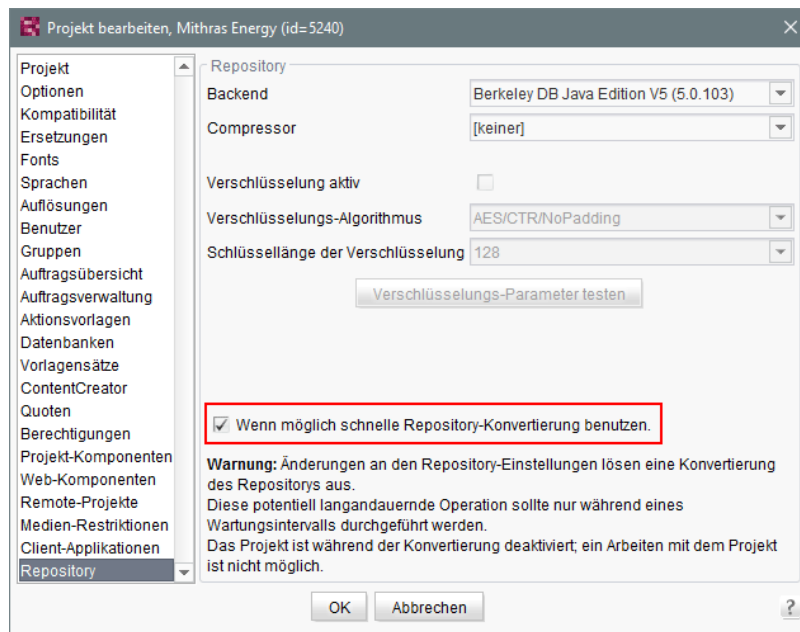 Projekt bearbeiten, Mithras Energy (id=5240)
Projekt
Optionen
Kompatibilität
Ersetzungen
Fonts
Sprachen
Auflösungen
Benutzer
Gruppen
Auftragsübersicht
Auftragsverwaltung
Aktionsvorlagen
Datenbanken
Vorlagensätze
ContentCreator
Quoten
Berechtigungen
Projekt-Komponenten
Web-Komponenten
Remote-Projekte
Medien-Restriktionen
Client-Applikationen
Repository
Repository
Backend Berkeley DB Java Edition V5 (5.0.103)
Compressor [keiner]
Verschlüsselung aktiv
Verschlüsselungs-Algorithmus AES/CTR/NoPadding
Schlüssellänge der Verschlüsselung 128
Verschlüsselungs-Parameter testen
Wenn möglich schnelle Repository-Konvertierung benutzen.
Warnung: Änderungen an den Repository-Einstellungen lösen eine Konvertierung
des Repositorys aus.
Diese potentiell langandauernde Operation sollte nur während eines
Wartungsintervalls durchgeführt werden.
Das Projekt ist während der Konvertierung deaktiviert; ein Arbeiten mit dem Projekt
ist nicht möglich.
OK Abbrechen ?